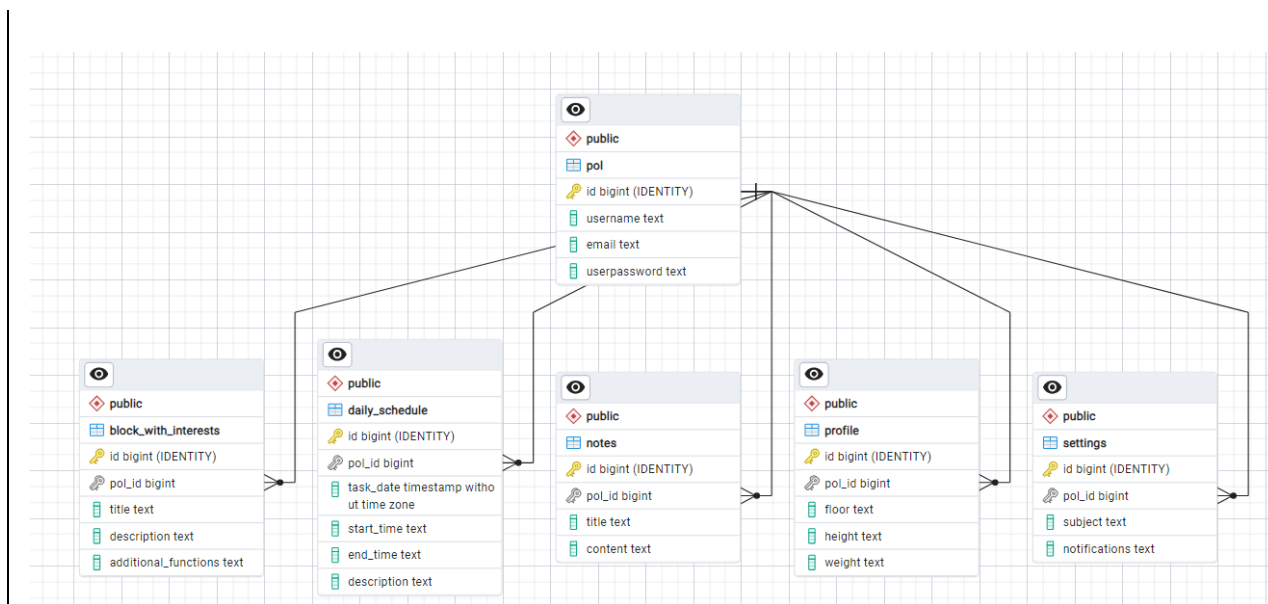 public
pol
id bigint (IDENTITY)
username text
email text
userpassword text
public
block_with_interests
id bigint (IDENTITY)
pol_id bigint
title text
description text
additional_functions text
public
daily_schedule
id bigint (IDENTITY)
pol_id bigint
task_date timestamp witho
ut time zone
start_time text
end_time text
description text
public
notes
id bigint (IDENTITY)
pol_id bigint
title text
content text
public
profile
id bigint (IDENTITY)
pol_id bigint
floor text
height text
weight text
public
settings
id bigint (IDENTITY)
pol_id bigint
subject text
notifications text